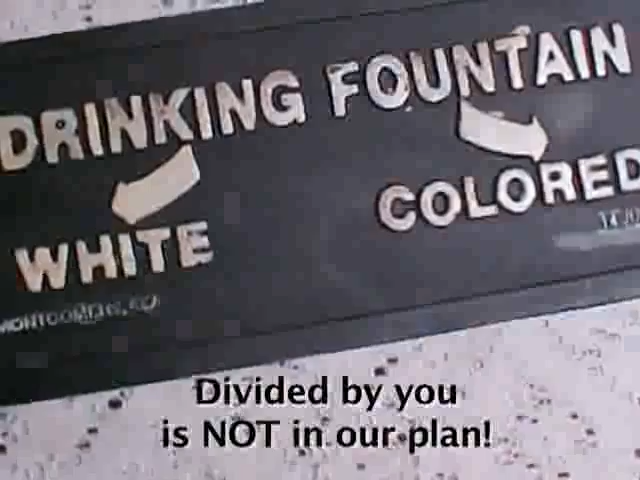 DRINKING FOUNTAIN
WHITE
COLORED
Divided by you
is NOT in our plan!